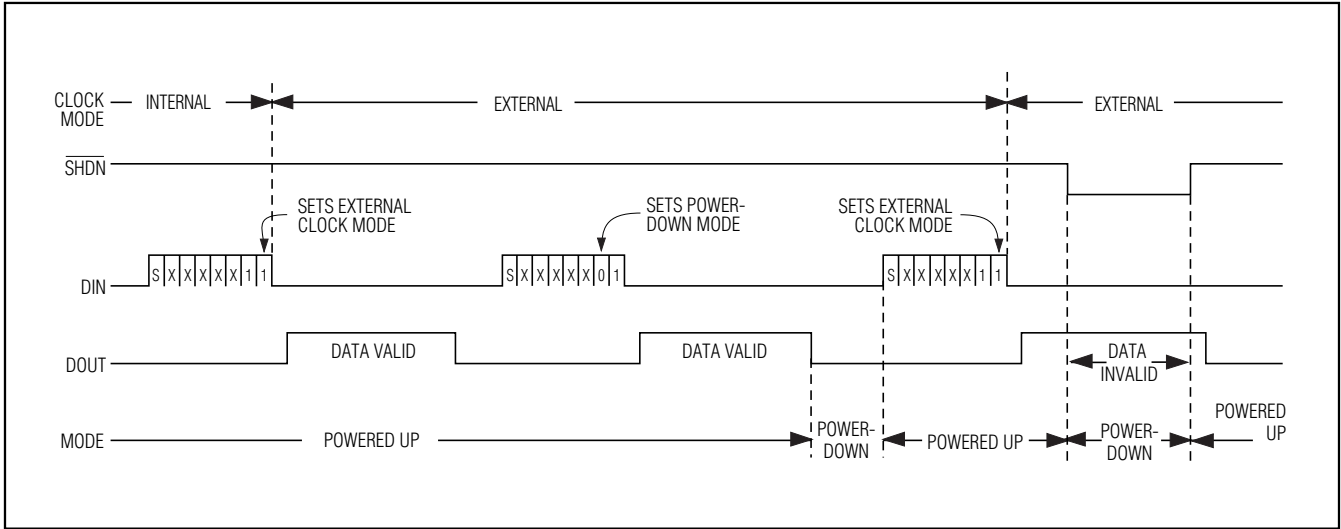 CLOCK
MODE
INTERNAL
EXTERNAL
EXTERNAL
SHDN
SETS EXTERNAL
CLOCK MODE
SETS POWER-
DOWN MODE
SETS EXTERNAL
CLOCK MODE
DIN
S X X X X X 1 1
S X X X X X 0 1
S X X X X X 1 1
DOUT
DATA VALID
DATA VALID
DATA
INVALID
MODE
POWERED UP
POWER-
DOWN
POWERED UP
POWER-
DOWN
POWERED
UP